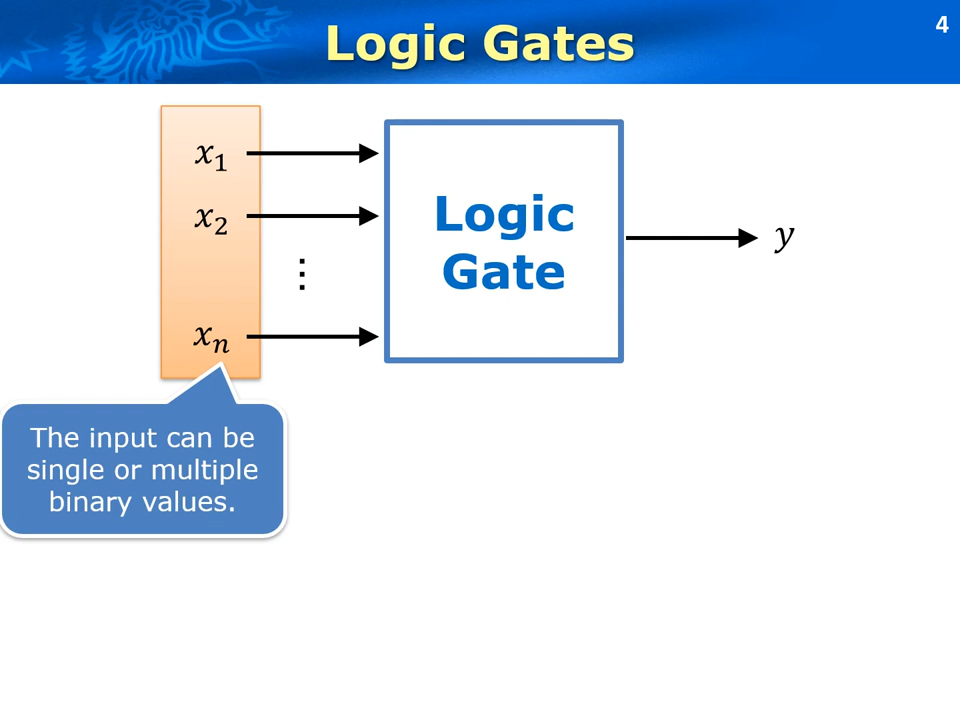 Logic Gates
4
x₁
x₂
⋮
xₙ
Logic
Gate
y
The input can be
single or multiple
binary values.